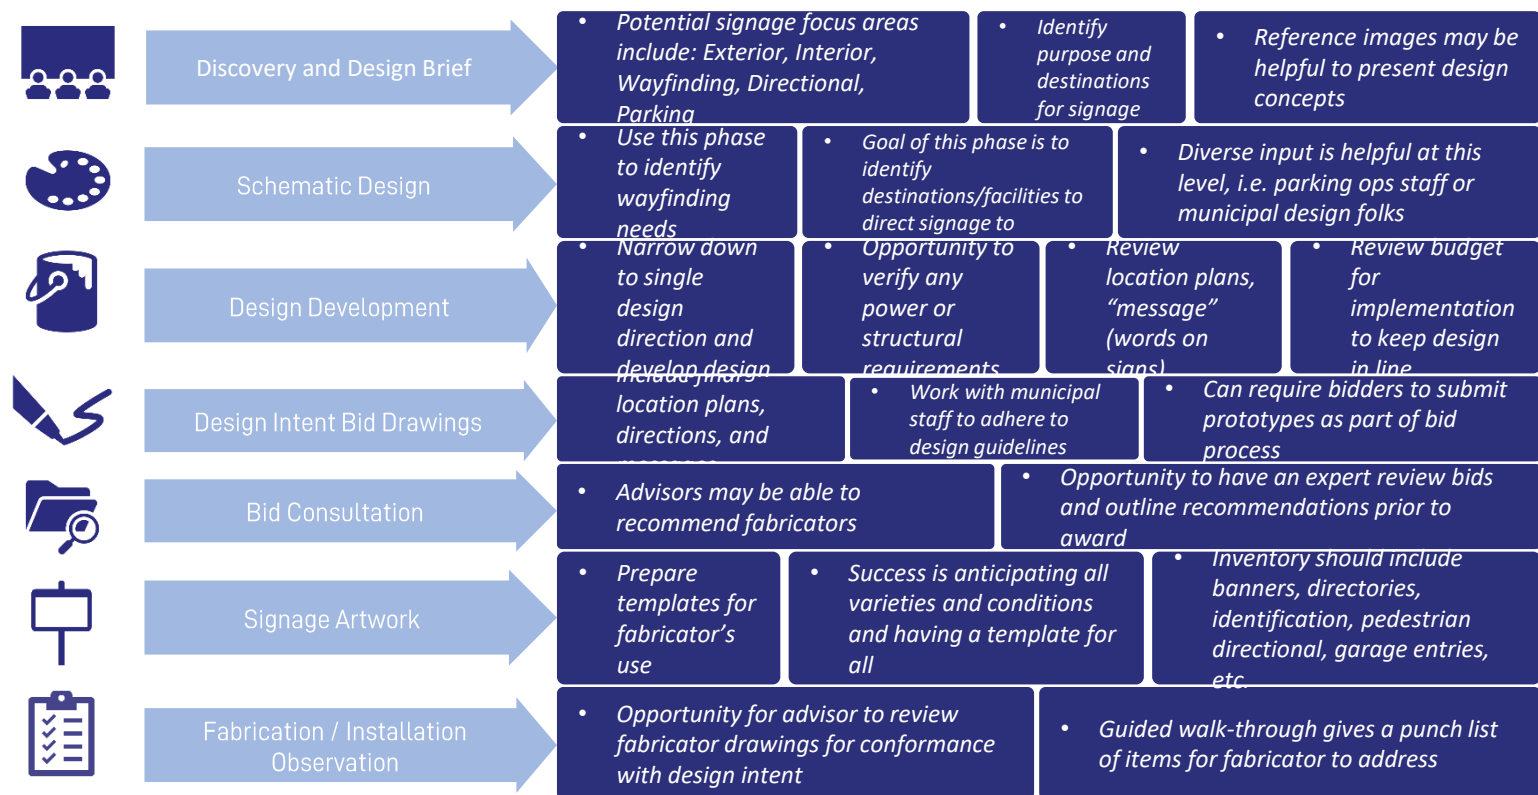 Discovery and Design Brief
• Potential signage focus areas
include: Exterior, Interior,
Wayfinding, Directional,
Parking
• Identify
purpose and
destinations
for signage
• Reference images may be
helpful to present design
concepts
Schematic Design
• Use this phase
to identify
wayfinding
needs
• Goal of this phase is to
identify
destinations/facilities to
direct signage to
• Diverse input is helpful at this
level, i.e. parking ops staff or
municipal design folks
Design Development
• Narrow down
to single
design
direction and
develop design
• Opportunity to
verify any
power or
structural
requirements
• Review
location plans,
“message”
(words on
signs)
• Review budget
for
implementation
to keep design
in line
Design Intent Bid Drawings
include final
location plans,
directions, and
• Work with municipal
staff to adhere to
design guidelines
• Can require bidders to submit
prototypes as part of bid
process
Bid Consultation
• Advisors may be able to
recommend fabricators
• Opportunity to have an expert review bids
and outline recommendations prior to
award
Signage Artwork
• Prepare
templates for
fabricator’s
use
• Success is anticipating all
varieties and conditions
and having a template for
all
• Inventory should include
banners, directories,
identification, pedestrian
directional, garage entries,
etc.
Fabrication / Installation
Observation
• Opportunity for advisor to review
fabricator drawings for conformance
with design intent
• Guided walk-through gives a punch list
of items for fabricator to address